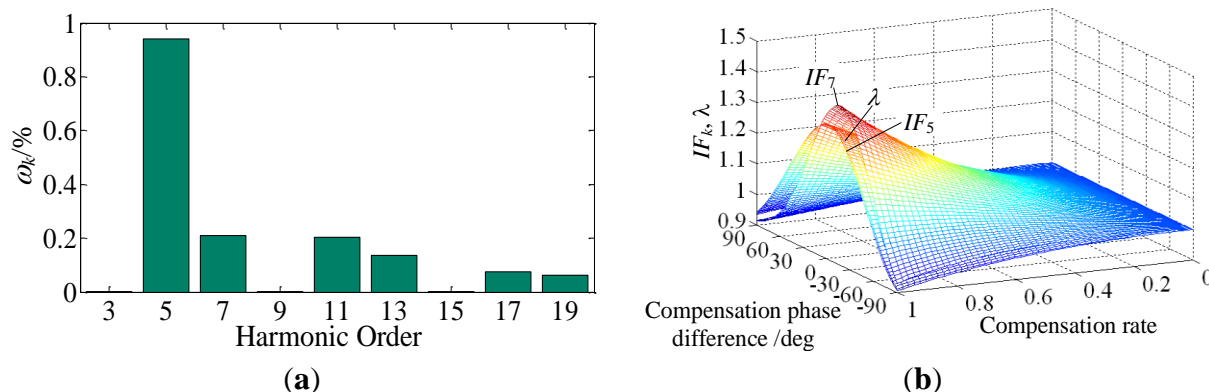 1
0.8
0.6
0.4
0.2
0
ω_k/%
3 5 7 9 11 13 15 17 19
Harmonic Order
(a)
1.5
1.4
1.3
1.2
1.1
1
0.9
IF_k, λ
IF_7
λ
IF_5
90 60 30 0 -30 -60 -90
Compensation phase
difference /deg
1 0.8 0.6 0.4 0.2 0
Compensation rate
(b)